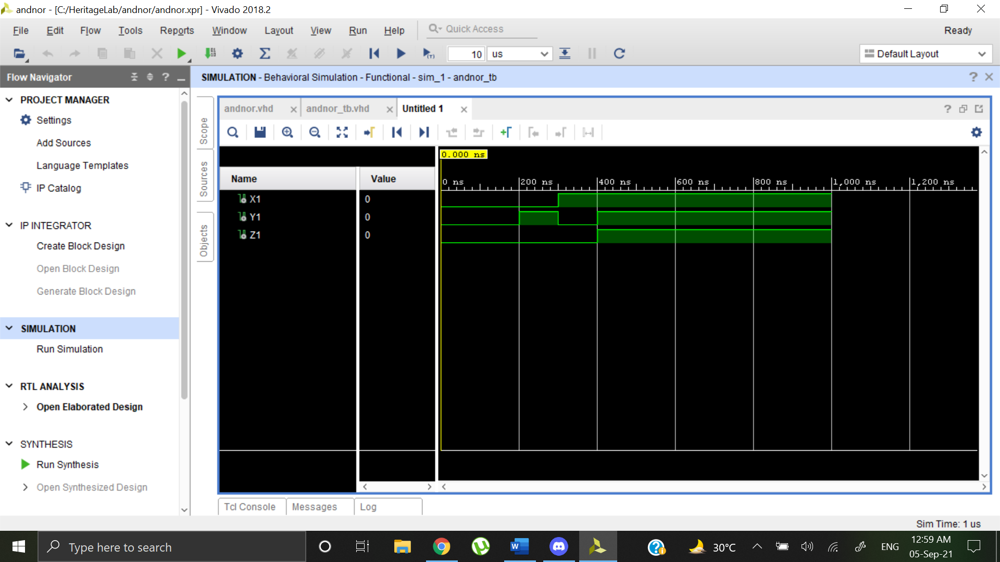 andnor - [C:/HeritageLab/andnor/andnor.xpr] - Vivado 2018.2
File Edit Flow Tools Reports Window Layout View Run Help Quick Access Ready
10 us Default Layout
Flow Navigator
SIMULATION - Behavioral Simulation - Functional - sim_1 - andnor_tb
PROJECT MANAGER
Settings
Add Sources
Language Templates
IP Catalog
IP INTEGRATOR
Create Block Design
Open Block Design
Generate Block Design
SIMULATION
Run Simulation
RTL ANALYSIS
Open Elaborated Design
SYNTHESIS
Run Synthesis
Open Synthesized Design
Scope
Sources
Objects
andnor.vhd andnor_tb.vhd Untitled 1
0.000 ns
Name Value
0 ns 200 ns 400 ns 600 ns 800 ns 1,000 ns 1,200 ns
X1 0
Y1 0
Z1 0
Tcl Console Messages Log
Sim Time: 1 us
Type here to search
30°C
ENG
12:59 AM
05-Sep-21